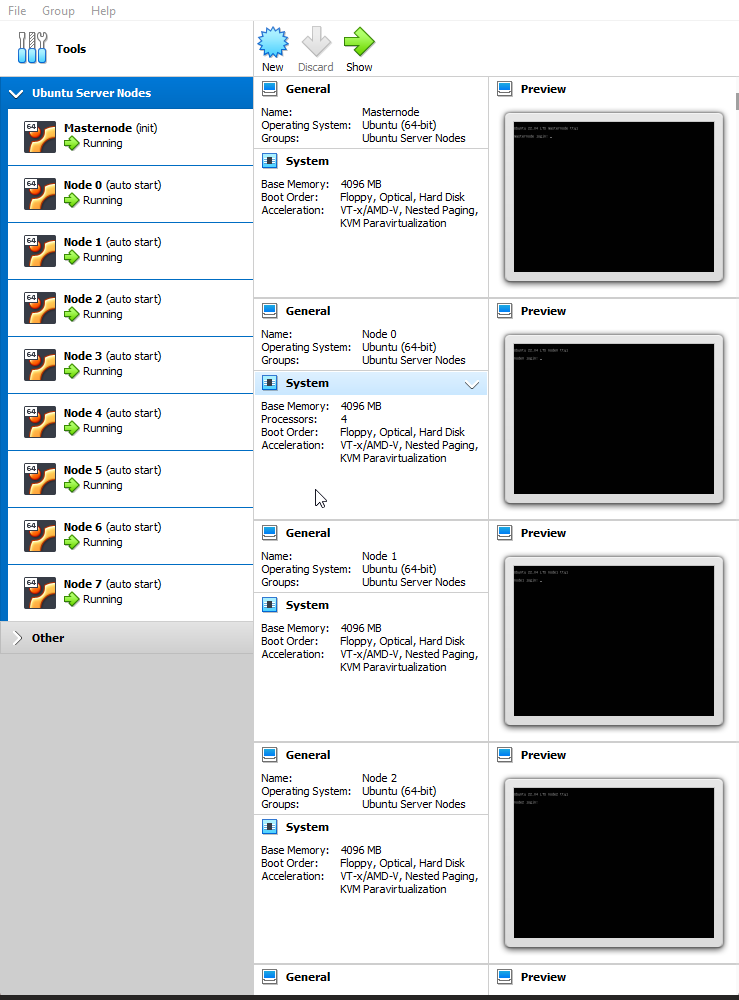 File Group Help
Tools
New Discard Show
Ubuntu Server Nodes
64 Masternode (init)
Running
64 Node 0 (auto start)
Running
64 Node 1 (auto start)
Running
64 Node 2 (auto start)
Running
64 Node 3 (auto start)
Running
64 Node 4 (auto start)
Running
64 Node 5 (auto start)
Running
64 Node 6 (auto start)
Running
64 Node 7 (auto start)
Running
Other
General
Name: Masternode
Operating System: Ubuntu (64-bit)
Groups: Ubuntu Server Nodes
System
Base Memory: 4096 MB
Boot Order: Floppy, Optical, Hard Disk
Acceleration: VT-x/AMD-V, Nested Paging,
KVM Paravirtualization
Preview
General
Name: Node 0
Operating System: Ubuntu (64-bit)
Groups: Ubuntu Server Nodes
System
Base Memory: 4096 MB
Processors: 4
Boot Order: Floppy, Optical, Hard Disk
Acceleration: VT-x/AMD-V, Nested Paging,
KVM Paravirtualization
Preview
General
Name: Node 1
Operating System: Ubuntu (64-bit)
Groups: Ubuntu Server Nodes
System
Base Memory: 4096 MB
Boot Order: Floppy, Optical, Hard Disk
Acceleration: VT-x/AMD-V, Nested Paging,
KVM Paravirtualization
Preview
General
Name: Node 2
Operating System: Ubuntu (64-bit)
Groups: Ubuntu Server Nodes
System
Base Memory: 4096 MB
Boot Order: Floppy, Optical, Hard Disk
Acceleration: VT-x/AMD-V, Nested Paging,
KVM Paravirtualization
Preview
General
Preview